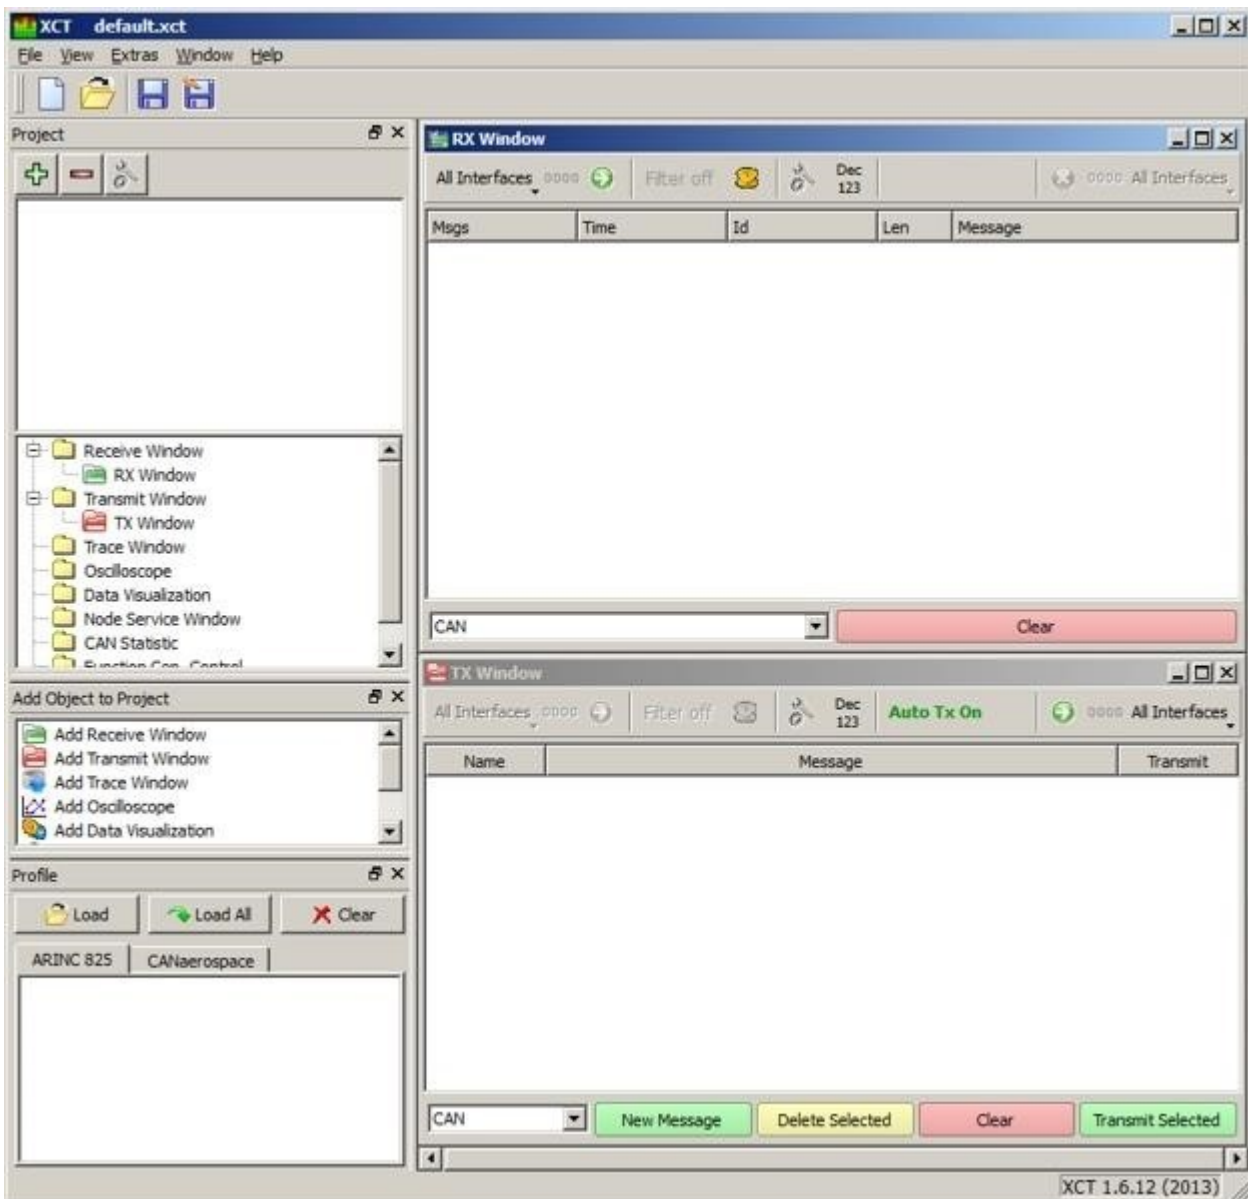 XCT default.xct
File View Extras Window Help
Project
Receive Window
RX Window
Transmit Window
TX Window
Trace Window
Oscilloscope
Data Visualization
Node Service Window
CAN Statistic
Function Gen. Control
Add Object to Project
Add Receive Window
Add Transmit Window
Add Trace Window
Add Oscilloscope
Add Data Visualization
Profile
Load Load All Clear
ARINC 825 CANaerospace
RX Window
All Interfaces Filter off Dec 123 All Interfaces
Msgs Time Id Len Message
CAN Clear
TX Window
All Interfaces Filter off Dec 123 Auto Tx On All Interfaces
Name Message Transmit
CAN New Message Delete Selected Clear Transmit Selected
XCT 1.6.12 (2013)